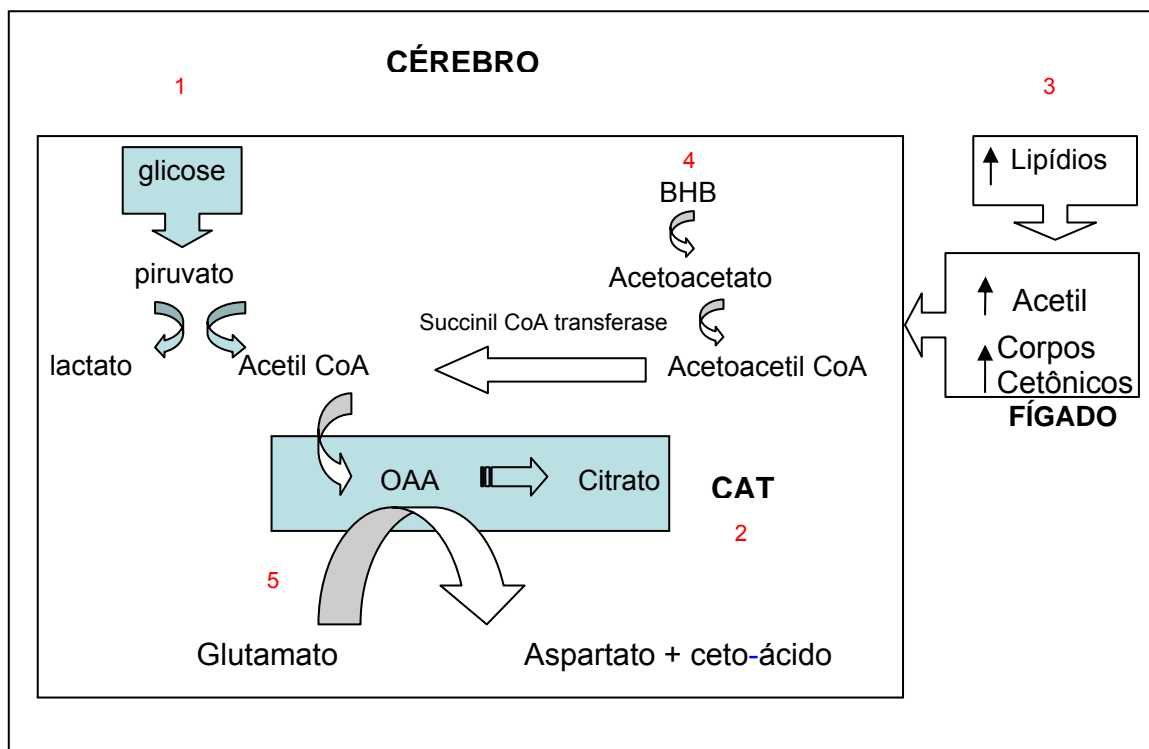 CÉREBRO
1
3
glicose
4
BHB
Lipídios
piruvato
Acetoacetato
Succinil CoA transferase
lactato
Acetil CoA
Acetoacetil CoA
Acetil
Corpos
Cetônicos
FÍGADO
OAA
Citrato
CAT
2
5
Glutamato
Aspartato + ceto-ácido